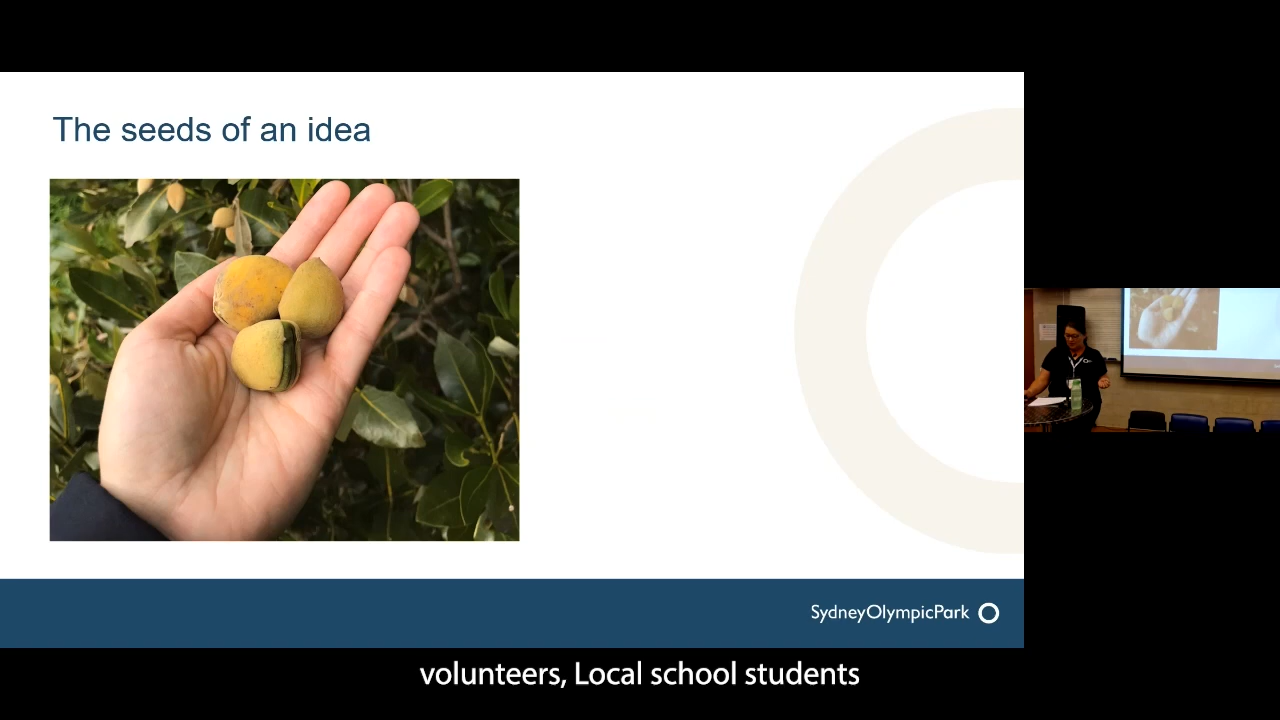 The seeds of an idea
SydneyOlympicPark
volunteers, Local school students